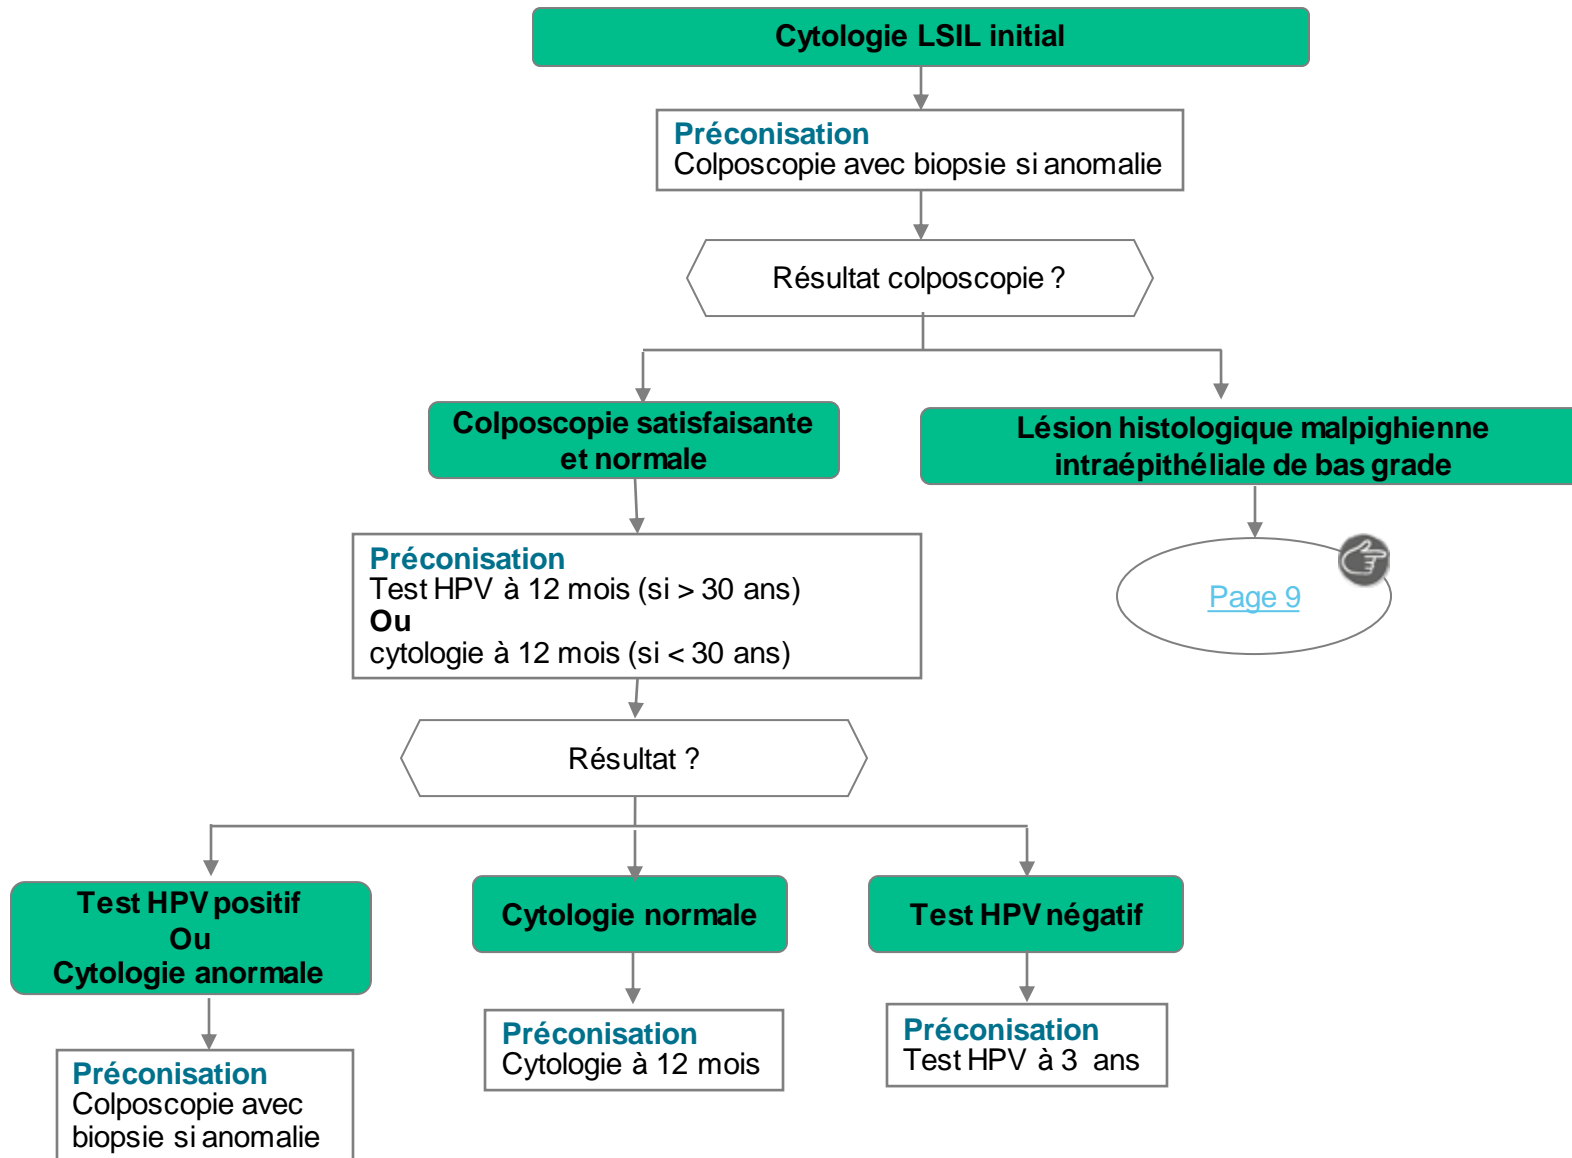 Cytologie LSIL initial
Préconisation
Colposcopie avec biopsie si anomalie
Résultat colposcopie ?
Colposcopie satisfaisante
et normale
Lésion histologique malpighienne
intraépithéliale de bas grade
Préconisation
Test HPV à 12 mois (si > 30 ans)
Ou
cytologie à 12 mois (si < 30 ans)
Page 9
Résultat ?
Test HPV positif
Ou
Cytologie anormale
Cytologie normale
Test HPV négatif
Préconisation
Colposcopie avec
biopsie si anomalie
Préconisation
Cytologie à 12 mois
Préconisation
Test HPV à 3 ans